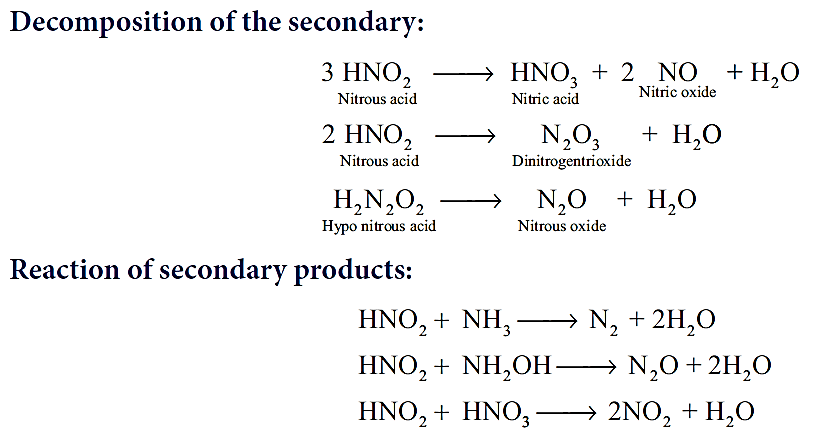 Decomposition of the secondary:
3 HNO₂ ⟶ HNO₃ + 2 NO + H₂O
Nitrous acid Nitric acid Nitric oxide
2 HNO₂ ⟶ N₂O₃ + H₂O
Nitrous acid Dinitrogentrioxide
H₂N₂O₂ ⟶ N₂O + H₂O
Hypo nitrous acid Nitrous oxide
Reaction of secondary products:
HNO₂ + NH₃ ⟶ N₂ + 2H₂O
HNO₂ + NH₂OH ⟶ N₂O + 2H₂O
HNO₂ + HNO₃ ⟶ 2NO₂ + H₂O